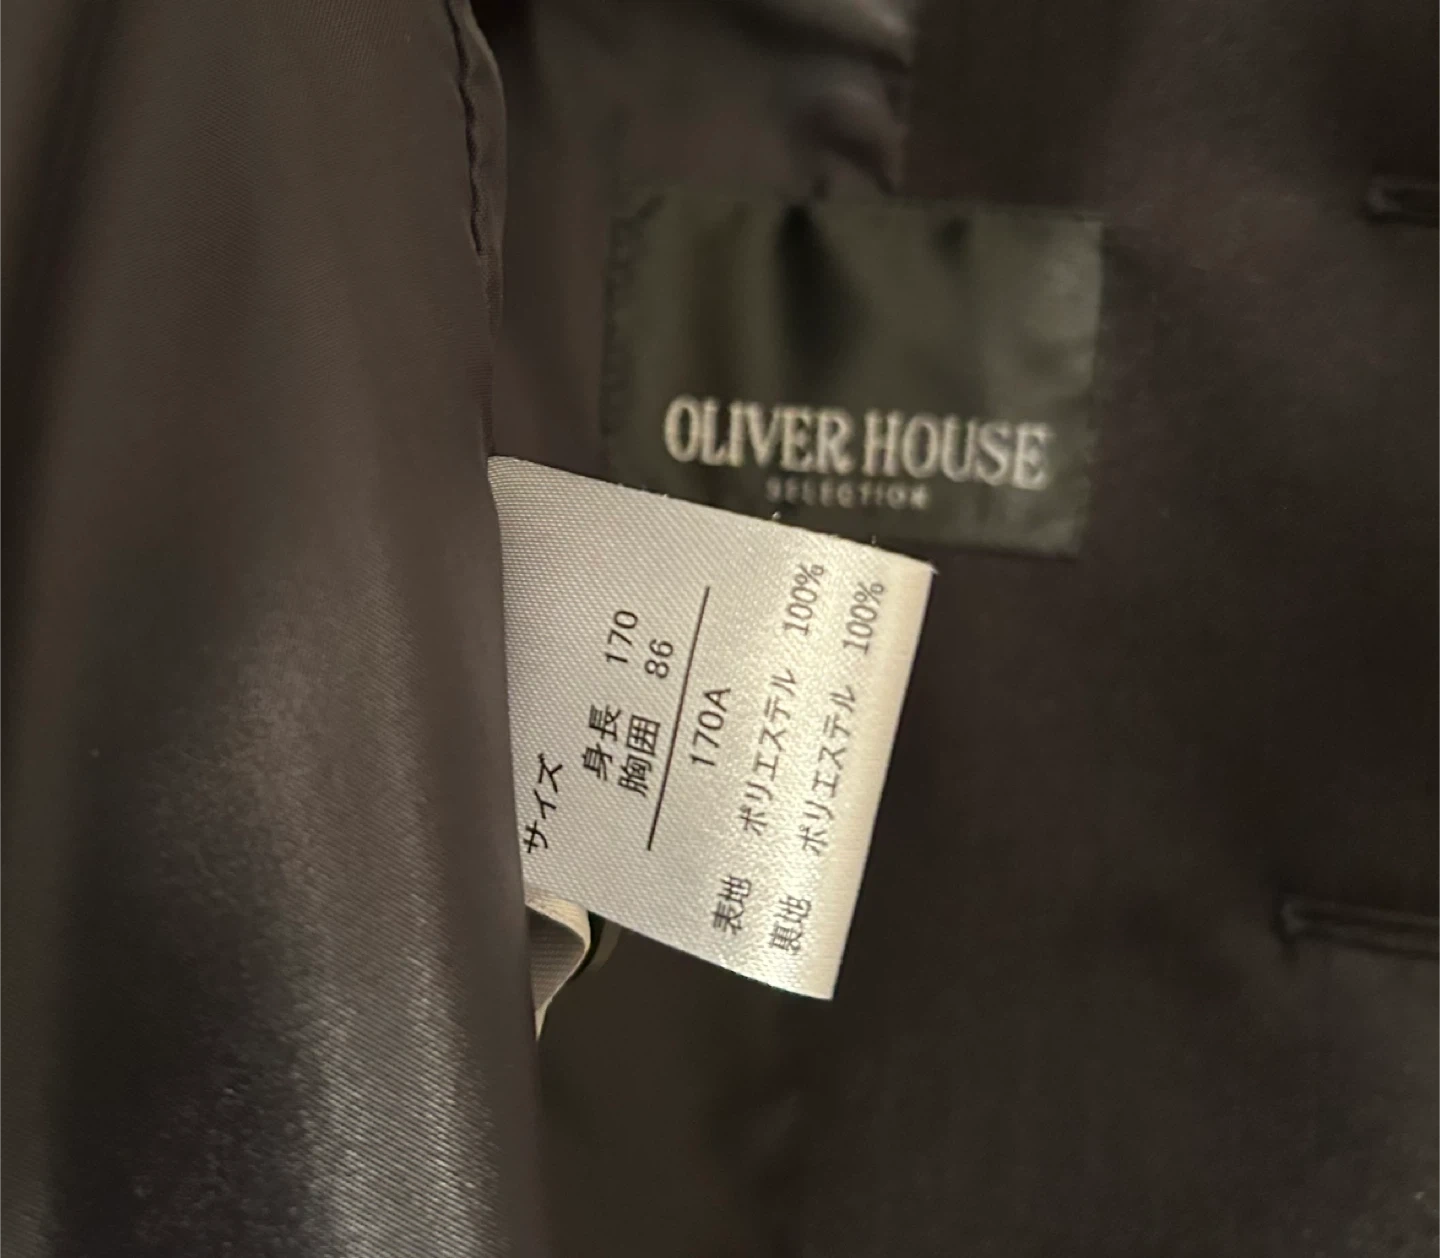 OLIVER HOUSE
SELECTION
サイズ
身長 170
胸囲 86
170A
表地 ポリエステル 100%
裏地 ポリエステル 100%